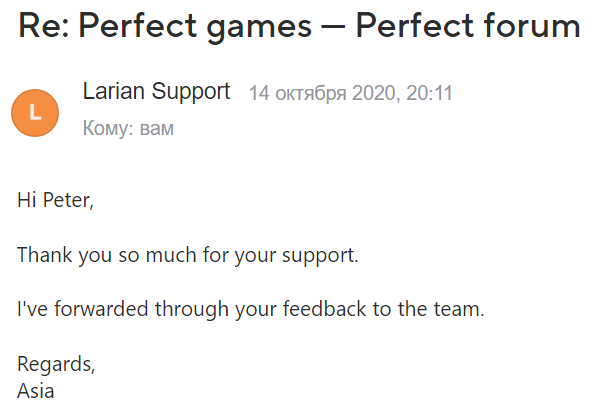 Re: Perfect games — Perfect forum
Larian Support 14 октября 2020, 20:11
L
Кому: вам
Hi Peter,
Thank you so much for your support.
I've forwarded through your feedback to the team.
Regards,
Asia